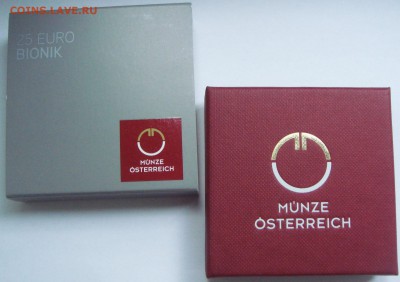 COINS.LAVE.RU
25 EURO
BIONIK
MÜNZE
ÖSTERREICH
MÜNZE
ÖSTERREICH